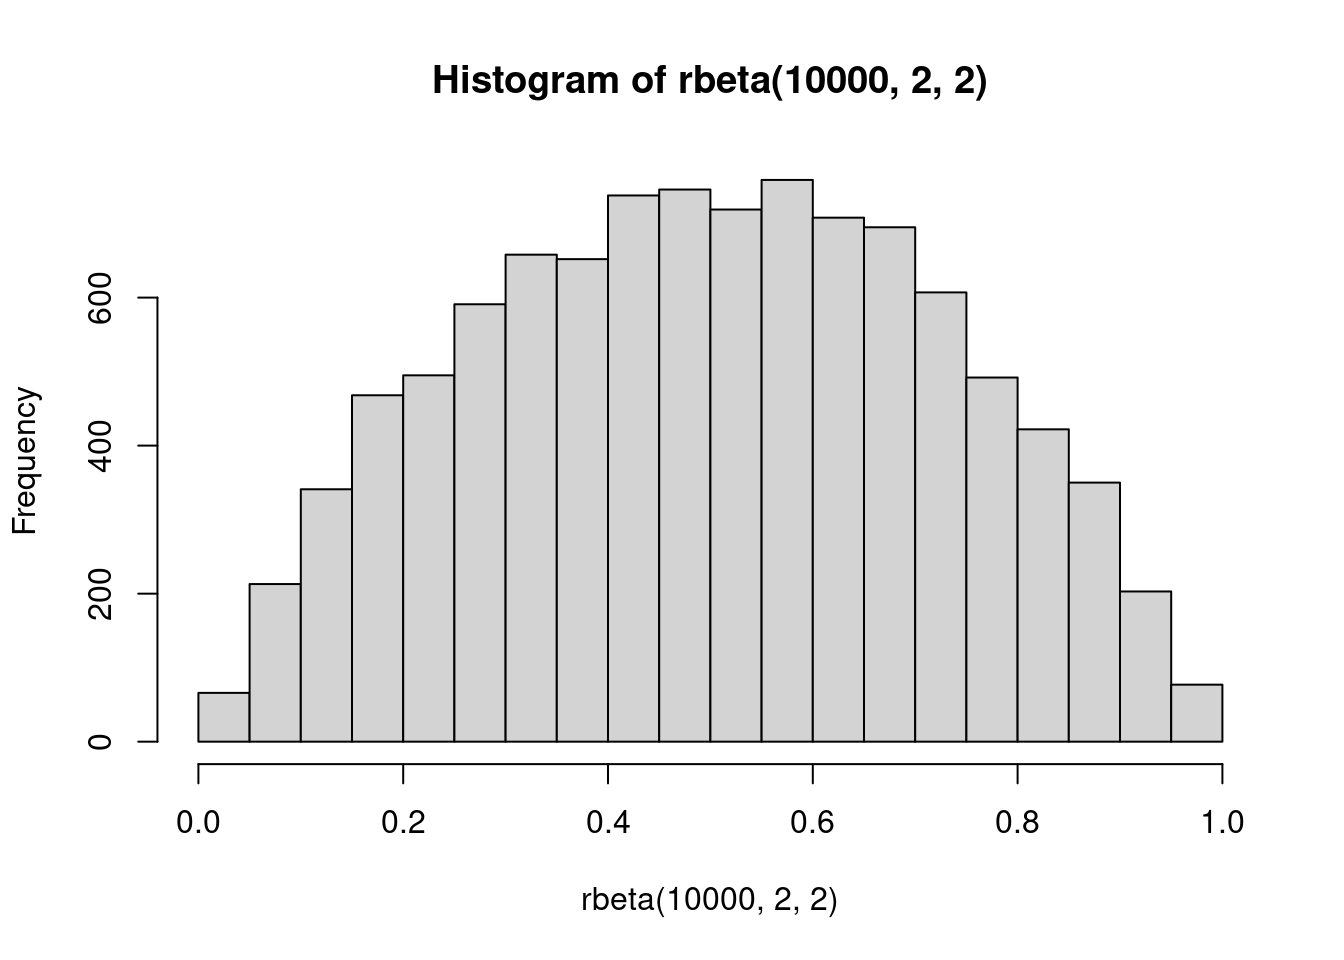 Histogram of rbeta(10000, 2, 2)
Frequency
600
400
200
0
0.0 0.2 0.4 0.6 0.8 1.0
rbeta(10000, 2, 2)